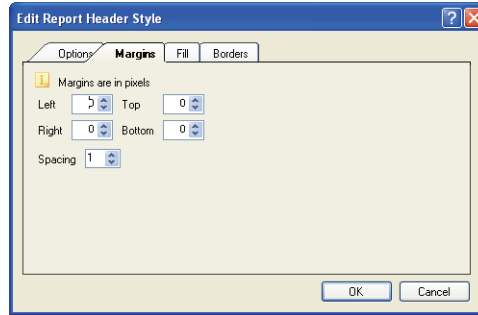 Edit Report Header Style
Options Margins Fill Borders
Margins are in pixels
Left Top 0
Right 0 Bottom 0
Spacing 1
OK Cancel